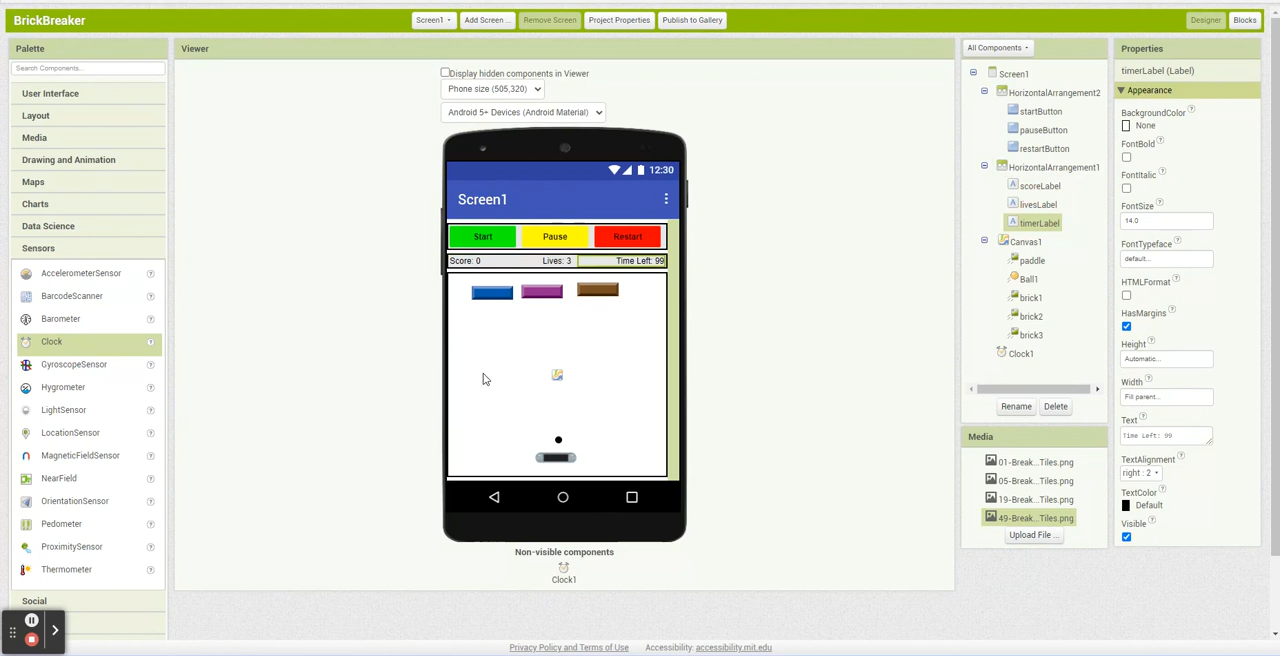 BrickBreaker
Screen1
Add Screen ...
Remove Screen
Project Properties
Publish to Gallery
Designer
Blocks
Palette
Search Components...
User Interface
Layout
Media
Drawing and Animation
Maps
Charts
Data Science
Sensors
AccelerometerSensor
BarcodeScanner
Barometer
Clock
GyroscopeSensor
Hygrometer
LightSensor
LocationSensor
MagneticFieldSensor
NearField
OrientationSensor
Pedometer
ProximitySensor
Thermometer
Social
Viewer
Display hidden components in Viewer
Phone size (505,320)
Android 5+ Devices (Android Material)
12:30
Screen1
Start Pause Restart
Score: 0 Lives: 3 Time Left: 99
Non-visible components
Clock1
All Components
Screen1
HorizontalArrangement2
startButton
pauseButton
restartButton
HorizontalArrangement1
scoreLabel
livesLabel
timerLabel
Canvas1
paddle
Ball1
brick1
brick2
brick3
Clock1
Rename Delete
Media
01-Break...Tiles.png
05-Break...Tiles.png
19-Break...Tiles.png
49-Break...Tiles.png
Upload File ...
Properties
timerLabel (Label)
Appearance
BackgroundColor
None
FontBold
FontItalic
FontSize
14.0
FontTypeface
default...
HTMLFormat
HasMargins
Height
Automatic...
Width
Fill parent...
Text
Time Left: 99
TextAlignment
right : 2
TextColor
Default
Visible
Privacy Policy and Terms of Use Accessibility: accessibility.mit.edu